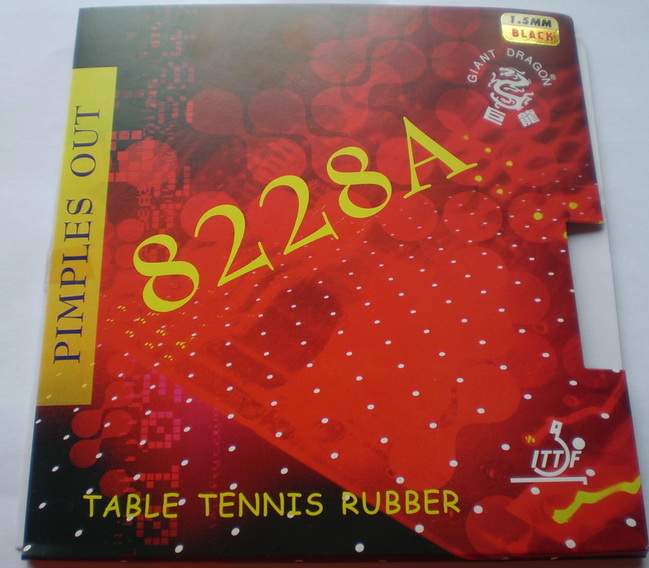 1.5MM
BLACK
GIANT DRAGON
巨龍
PIMPLES OUT
8228A
ITTF
TABLE TENNIS RUBBER